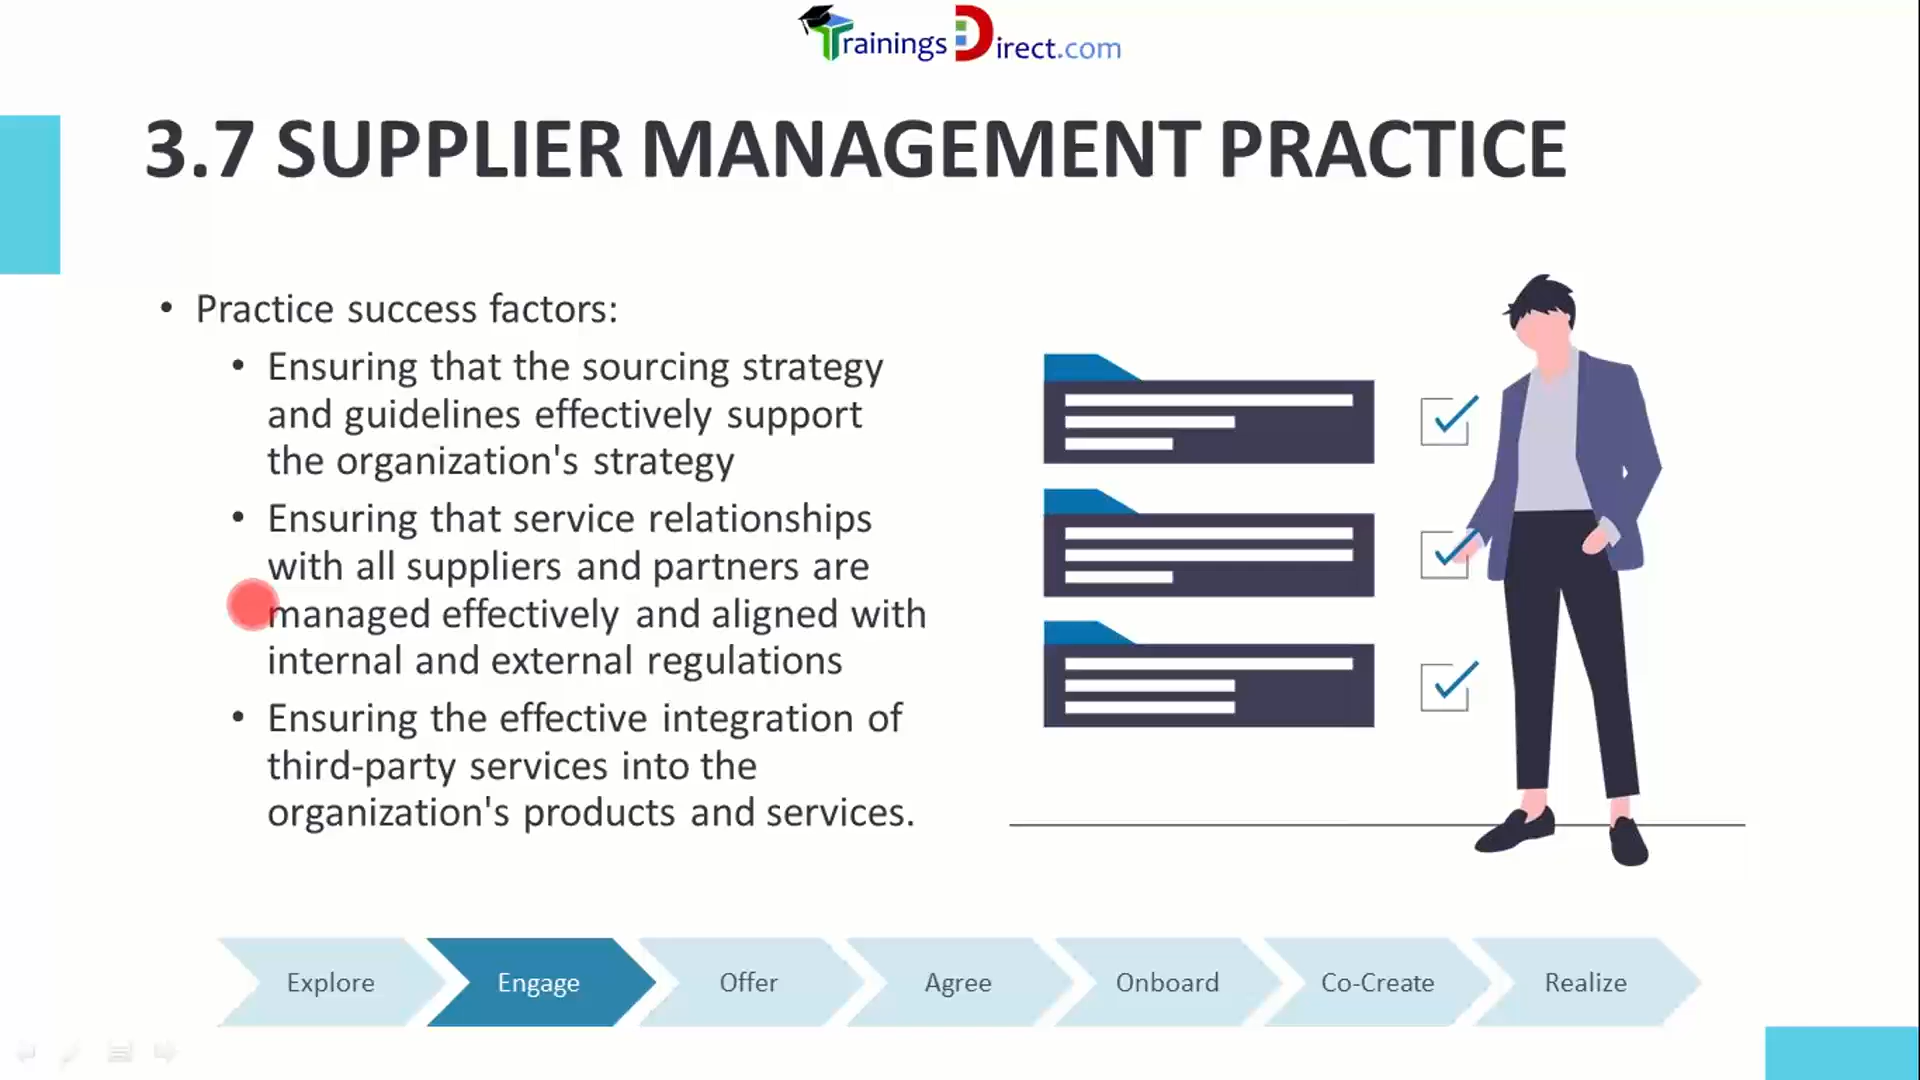 TrainingsDirect.com
3.7 SUPPLIER MANAGEMENT PRACTICE
• Practice success factors:
• Ensuring that the sourcing strategy
and guidelines effectively support
the organization's strategy
• Ensuring that service relationships
with all suppliers and partners are
managed effectively and aligned with
internal and external regulations
• Ensuring the effective integration of
third-party services into the
organization's products and services.
Explore
Engage
Offer
Agree
Onboard
Co-Create
Realize